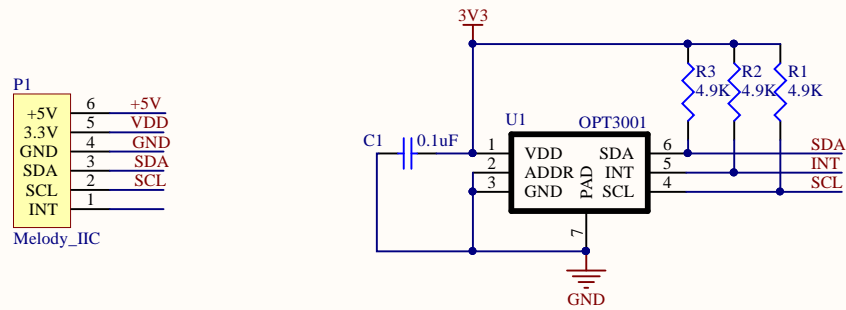 3V3
P1
+5V 6 +5V
3.3V 5 VDD
GND 4 GND
SDA 3 SDA
SCL 2 SCL
INT 1
Melody_IIC
R3
4.9K
R2
4.9K
R1
4.9K
C1 0.1uF
U1 OPT3001
1 VDD SDA 6 SDA
2 ADDR INT 5 INT
3 GND SCL 4 SCL
PAD
7
GND